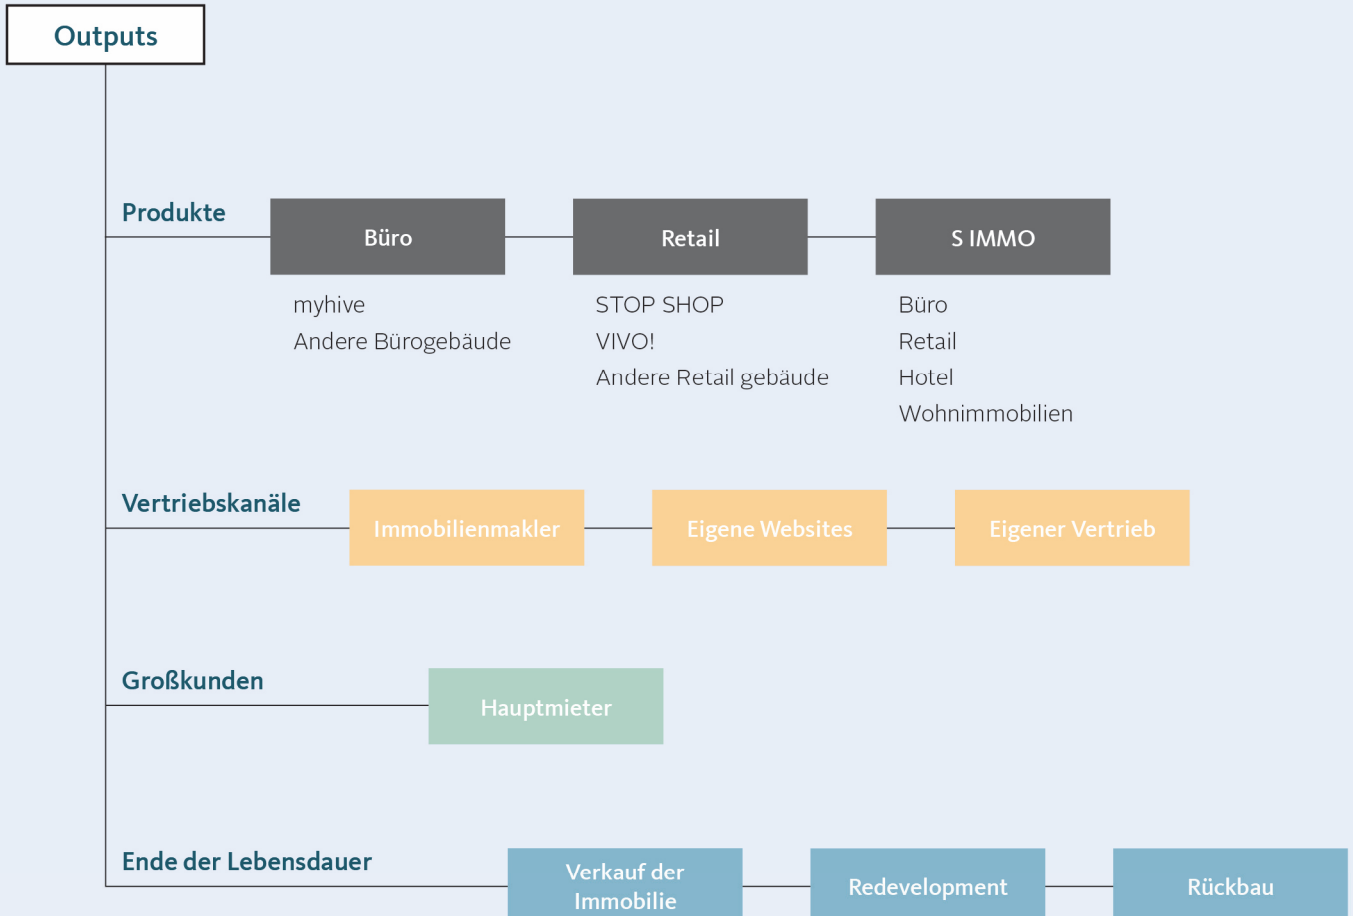 Outputs
Produkte
Büro
Retail
S IMMO
myhive
Andere Bürogebäude
STOP SHOP
VIVO!
Andere Retail gebäude
Büro
Retail
Hotel
Wohnimmobilien
Vertriebskanäle
Immobilienmakler
Eigene Websites
Eigener Vertrieb
Großkunden
Hauptmieter
Ende der Lebensdauer
Verkauf der
Immobilie
Redevelopment
Rückbau